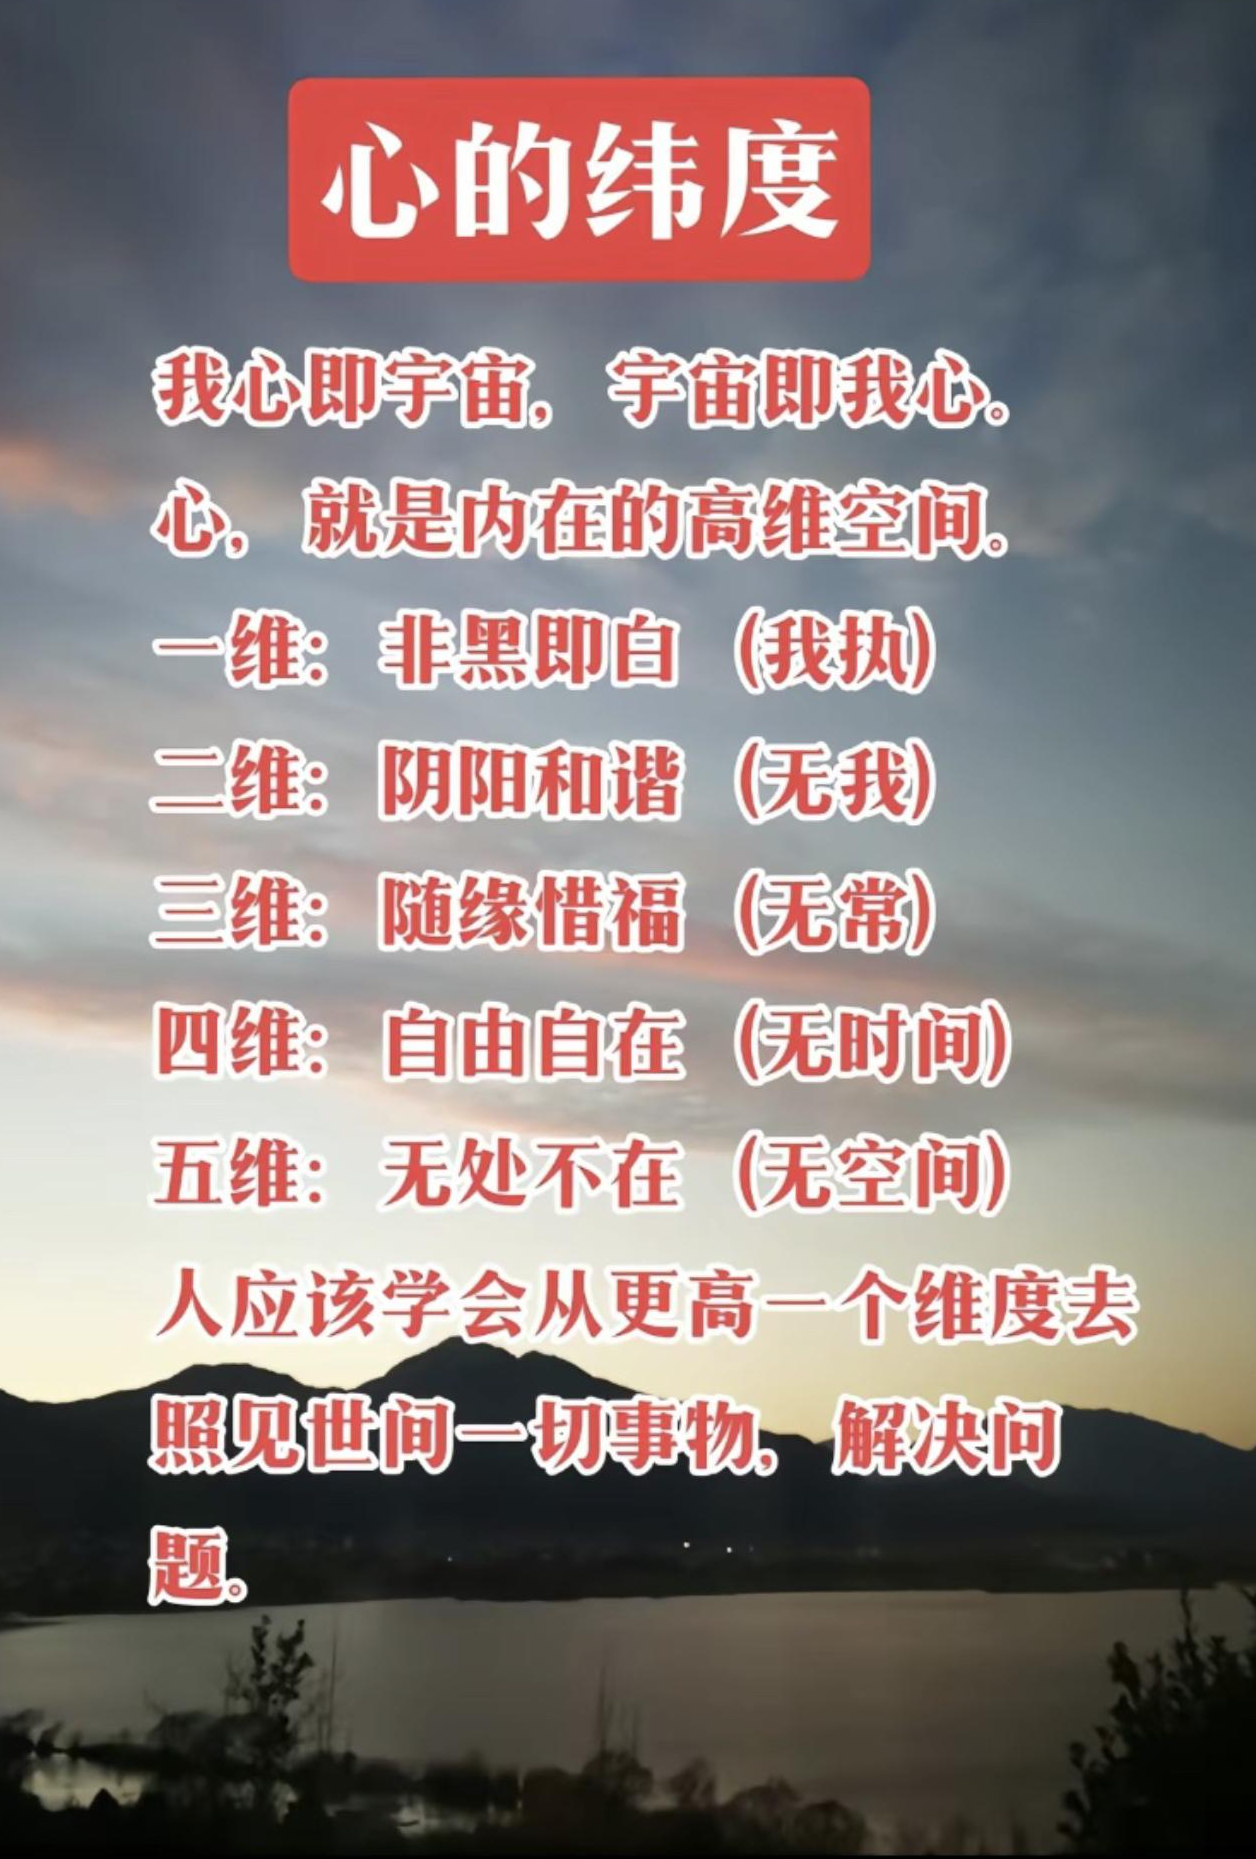 心的纬度
我心即宇宙，宇宙即我心。
心，就是内在的高维空间。
一维：非黑即白（我执）
二维：阴阳和谐（无我）
三维：随缘惜福（无常）
四维：自由自在（无时间）
五维：无处不在（无空间）
人应该学会从更高一个维度去
照见世间一切事物，解决问
题。